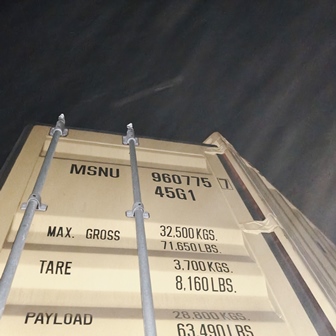 MSNU 960775 7
45G1
MAX. GROSS 32.500 KGS.
71.650 LBS.
TARE 3.700 KGS.
8,160 LBS.
PAYLOAD 28.800 KGS.
63.490 LBS.